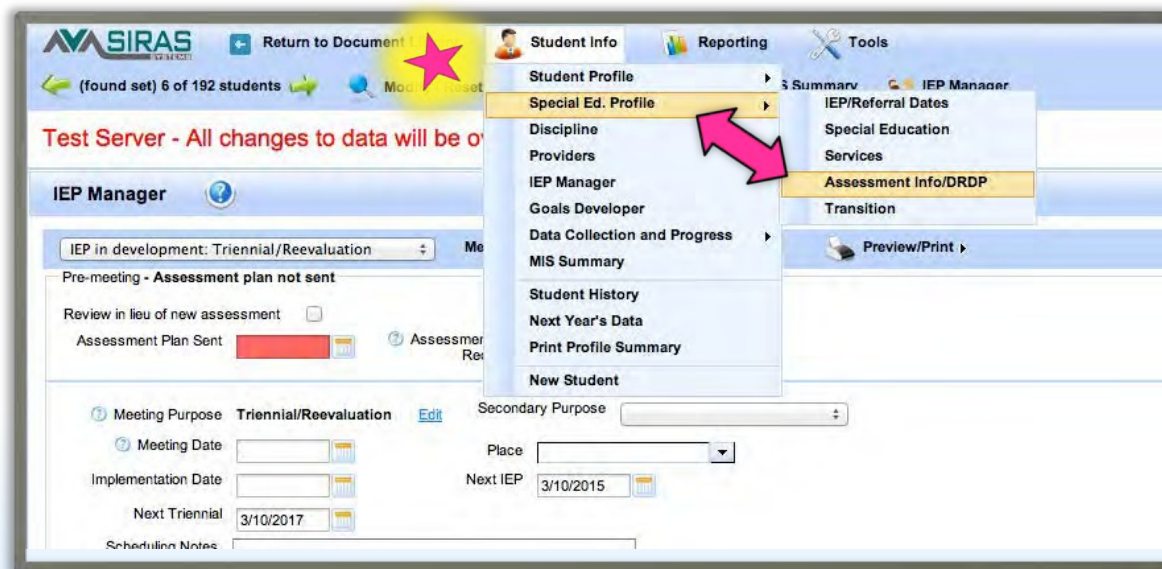 AVA SIRAS SYSTEMS
Return to Document
Student Info
Reporting
Tools
(found set) 6 of 192 students
Reset
Summary
IEP Manager
Test Server - All changes to data will be
IEP Manager
IEP in development: Triennial/Reevaluation
Preview/Print
Pre-meeting - Assessment plan not sent
Review in lieu of new assessment
Assessment Plan Sent
Meeting Purpose Triennial/Reevaluation Edit
Secondary Purpose
Meeting Date
Place
Implementation Date
Next IEP 3/10/2015
Next Triennial 3/10/2017
Scheduling Notes
Student Profile
Special Ed. Profile
Discipline
Providers
IEP Manager
Goals Developer
Data Collection and Progress
MIS Summary
Student History
Next Year's Data
Print Profile Summary
New Student
IEP/Referral Dates
Special Education
Services
Assessment Info/DRDP
Transition